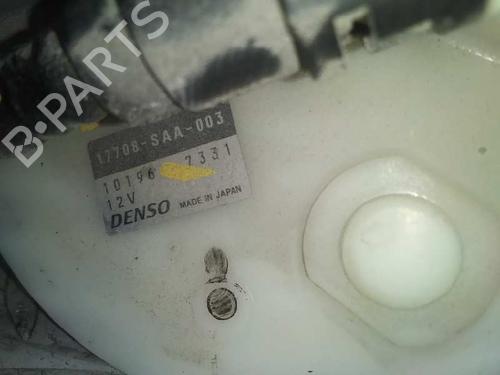 B-PARTS
17708-SAA-003
10196 7331
12V
DENSO MADE IN JAPAN